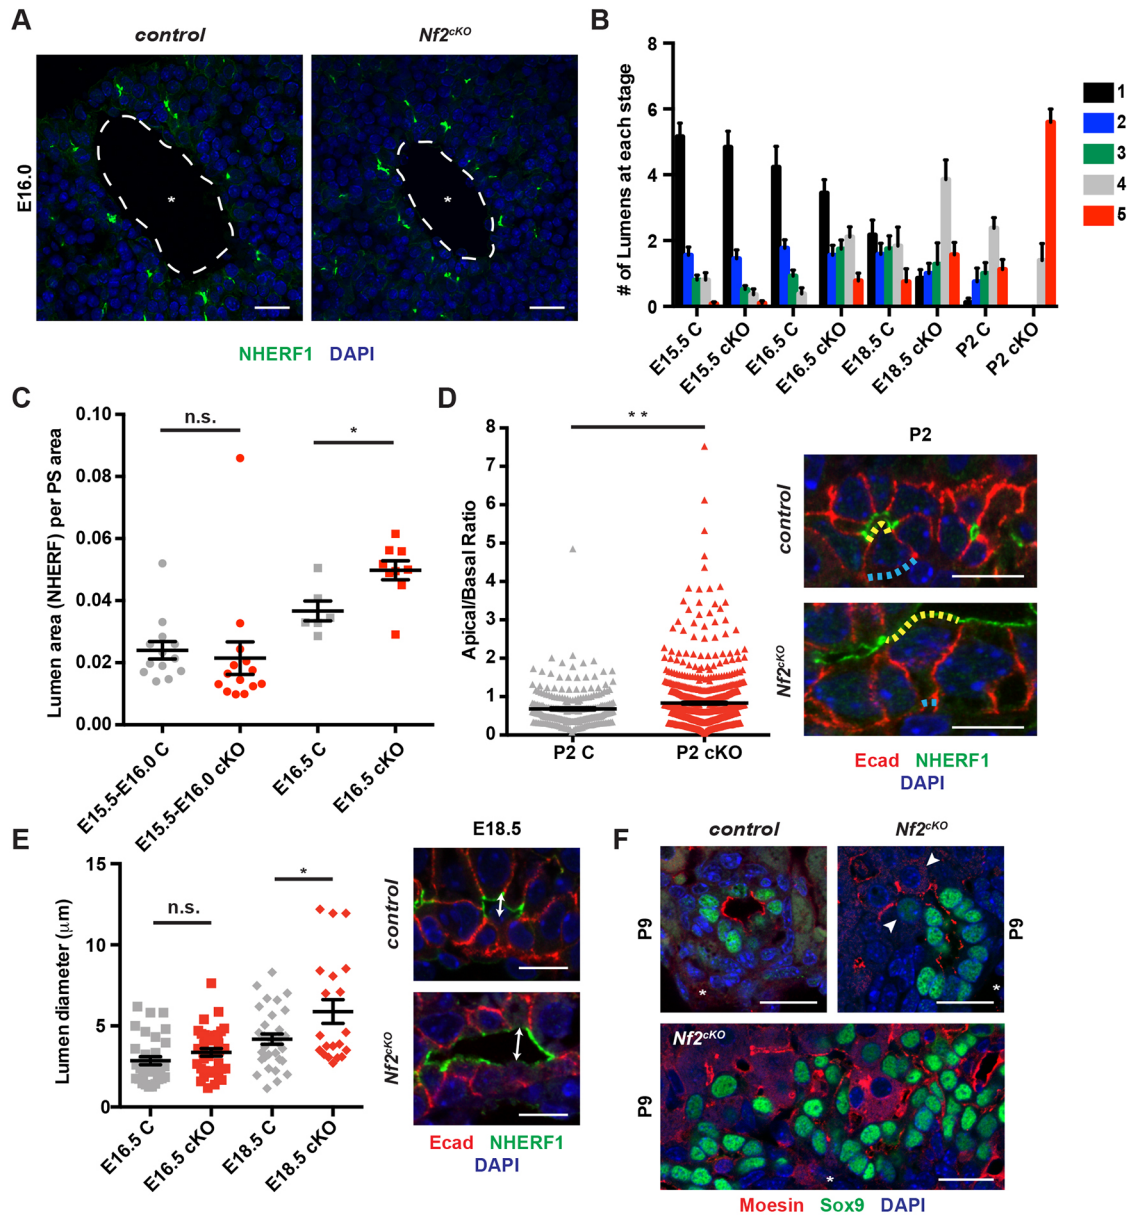 A
control
Nf2cKO
E16.0
*
*
NHERF1 DAPI
B
# of Lumens at each stage
8
6
4
2
0
E15.5 C
E15.5 cKO
E16.5 C
E16.5 cKO
E18.5 C
E18.5 cKO
P2 C
P2 cKO
1
2
3
4
5
C
Lumen area (NHERF) per PS area
0.10
0.08
0.06
0.04
0.02
0.00
n.s.
*
E15.5-E16.0 C
E15.5-E16.0 cKO
E16.5 C
E16.5 cKO
D
Apical/Basal Ratio
8
7
6
5
4
3
2
1
0
* *
P2 C
P2 cKO
P2
control
Nf2cKO
Ecad NHERF1
DAPI
E
Lumen diameter (μm)
15
10
5
0
n.s.
*
E16.5 C
E16.5 cKO
E18.5 C
E18.5 cKO
E18.5
control
Nf2cKO
Ecad NHERF1
DAPI
F
control
Nf2cKO
P9
P9
*
*
Nf2cKO
P9
*
Moesin Sox9 DAPI